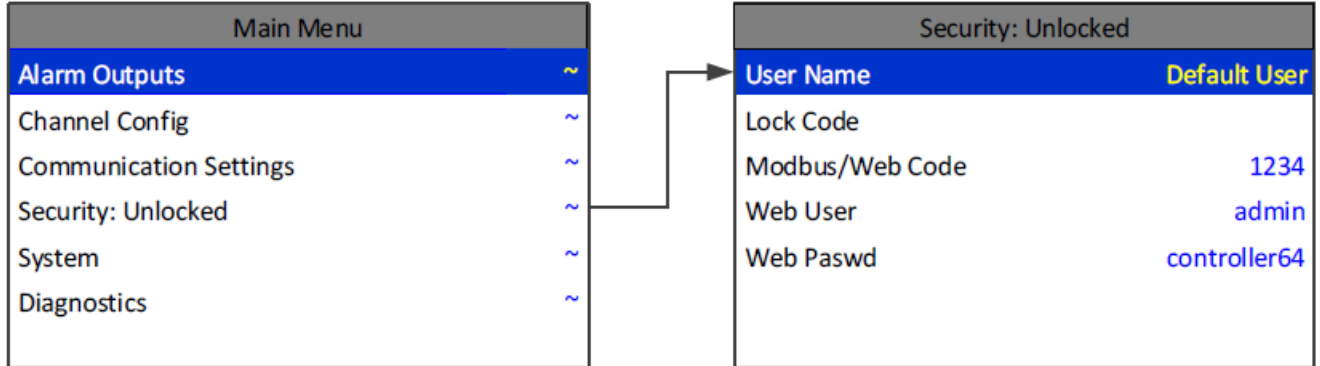 Main Menu
Alarm Outputs ~
Channel Config ~
Communication Settings ~
Security: Unlocked ~
System ~
Diagnostics ~
Security: Unlocked
User Name Default User
Lock Code
Modbus/Web Code 1234
Web User admin
Web Paswd controller64